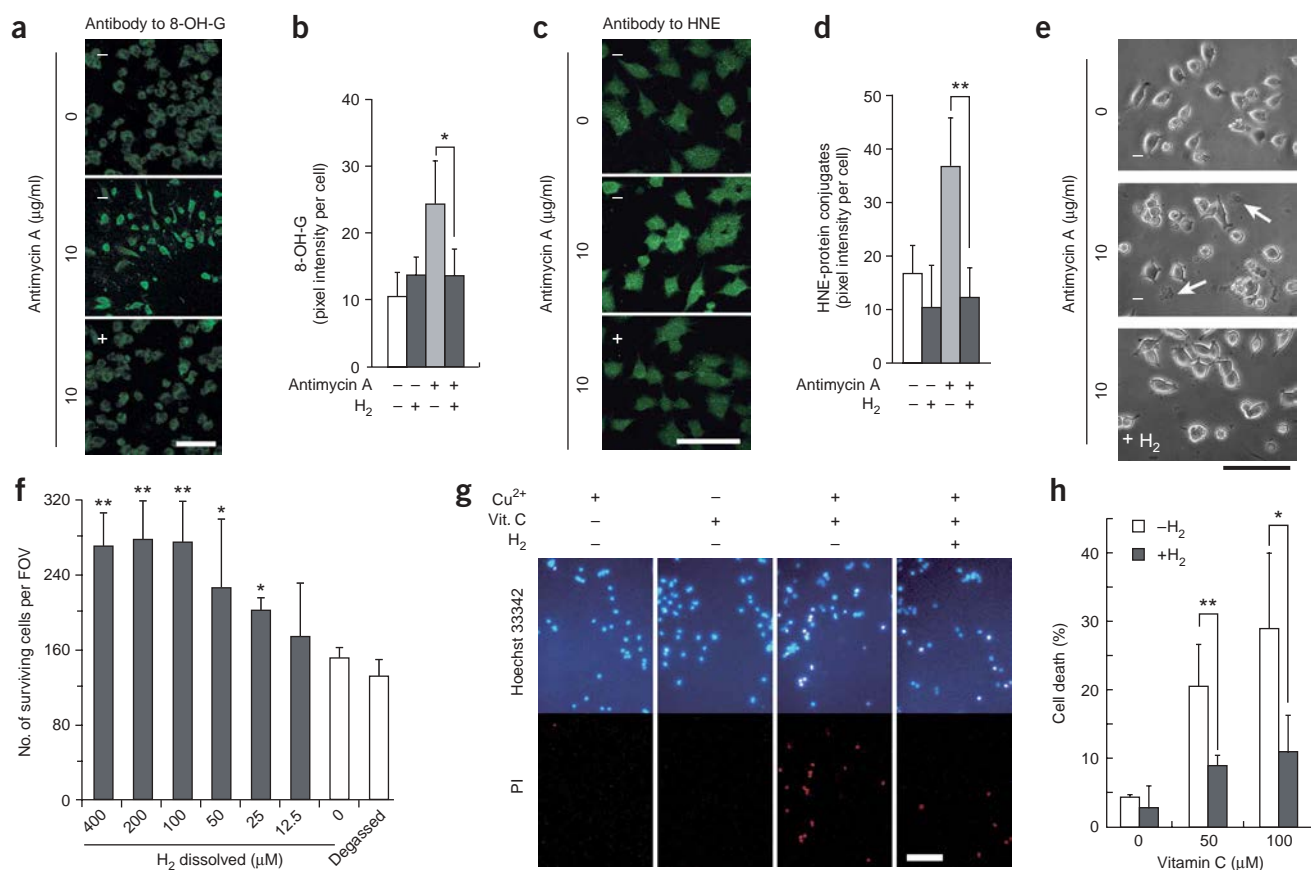 a
Antibody to 8-OH-G
Antimycin A (µg/ml)
0
10
10
–
–
+
b
8-OH-G
(pixel intensity per cell)
40
30
20
10
0
Antimycin A – – + +
H2 – + – +
*
c
Antibody to HNE
Antimycin A (µg/ml)
0
10
10
–
–
+
d
HNE-protein conjugates
(pixel intensity per cell)
50
40
30
20
10
0
Antimycin A – – + +
H2 – + – +
**
e
Antimycin A (µg/ml)
0
10
10
–
–
+ H2
f
No. of surviving cells per FOV
320
240
160
80
0
** ** ** * *
400 200 100 50 25 12.5 0 Degassed
H2 dissolved (µM)
g
Cu2+ + – + +
Vit. C – + + +
H2 – – – +
Hoechst 33342
PI
h
–H2
+H2
Cell death (%)
40
30
20
10
0
**
*
0 50 100
Vitamin C (µM)